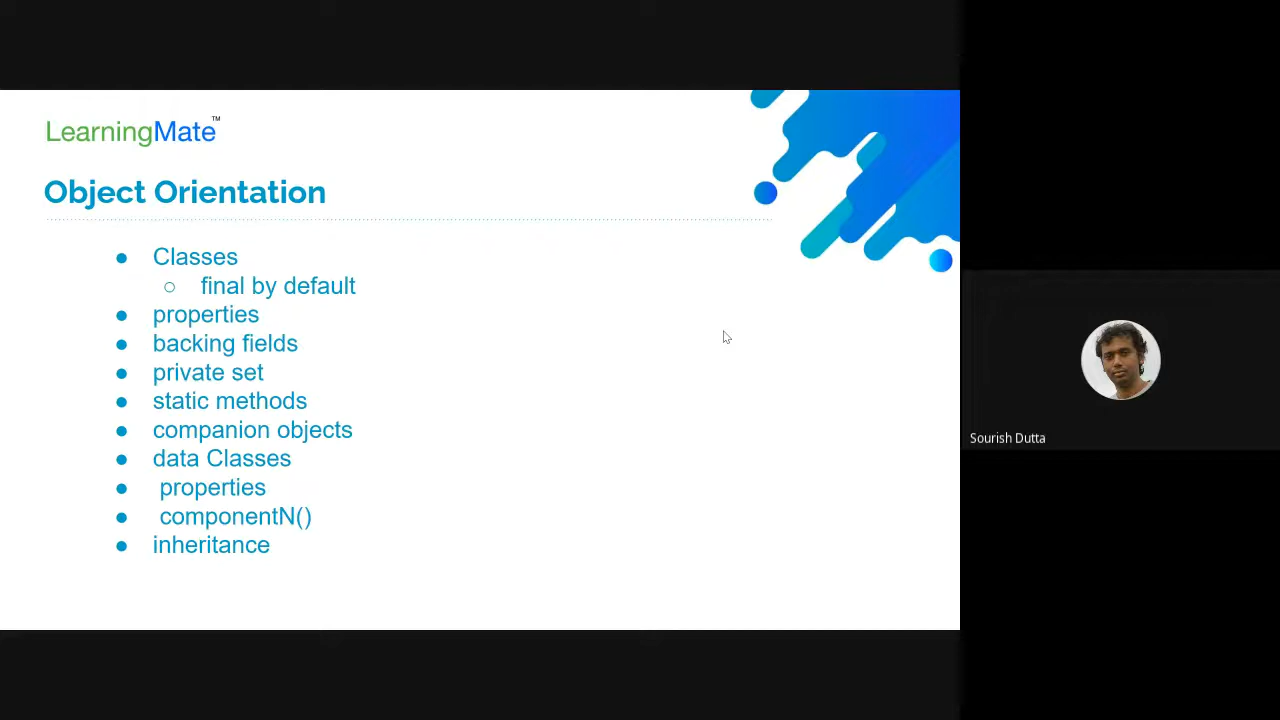 LearningMate™
Object Orientation
● Classes
○ final by default
● properties
● backing fields
● private set
● static methods
● companion objects
● data Classes
● properties
● componentN()
● inheritance
Sourish Dutta